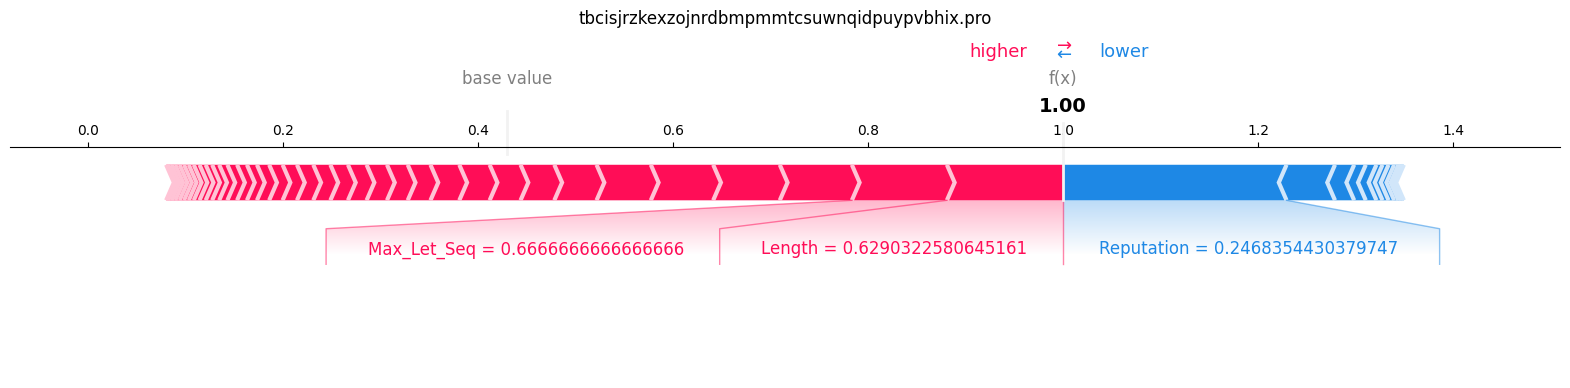 tbcisjrzkexzojnrdbmpmmtcsuwnqidpuypvbhix.pro
higher ⇄ lower
base value f(x)
1.00
0.0 0.2 0.4 0.6 0.8 1.0 1.2 1.4
Max_Let_Seq = 0.6666666666666666 Length = 0.6290322580645161 Reputation = 0.2468354430379747